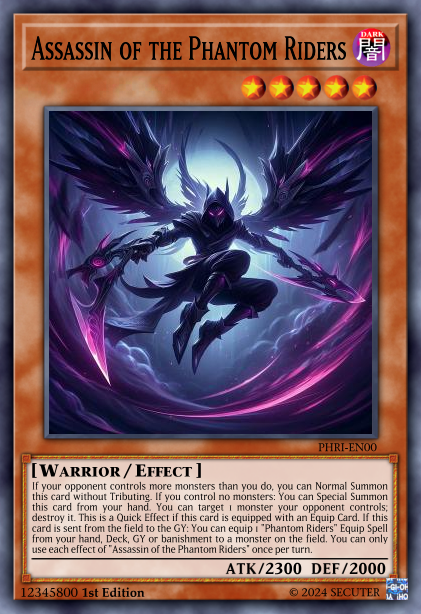 Assassin of the Phantom Riders
DARK
闇
PHRI-EN00
[Warrior / Effect ]
If your opponent controls more monsters than you do, you can Normal Summon
this card without Tributing. If you control no monsters: You can Special Summon
this card from your hand. You can target 1 monster your opponent controls;
destroy it. This is a Quick Effect if this card is equipped with an Equip Card. If this
card is sent from the field to the GY: You can equip 1 "Phantom Riders" Equip Spell
from your hand, Deck, GY or banishment to a monster on the field. You can only
use each effect of "Assassin of the Phantom Riders" once per turn.
ATK/2300 DEF/2000
12345800 1st Edition
© 2024 SECUTER